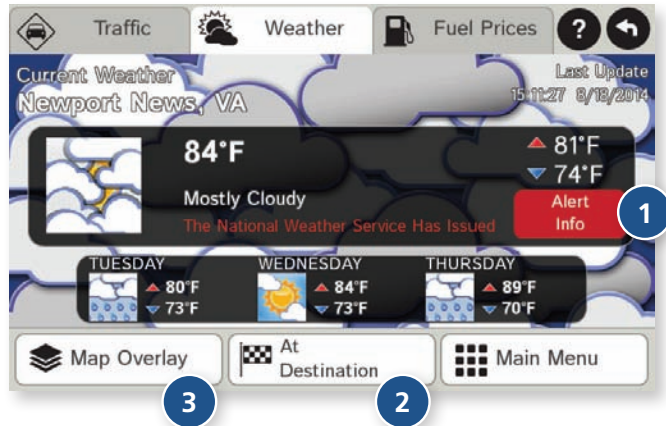 Traffic
Weather
Fuel Prices
?
Current Weather
Last Update
Newport News, VA
15:11:27 8/18/2014
84°F
81°F
74°F
Mostly Cloudy
Alert
Info
1
The National Weather Service Has Issued
TUESDAY
WEDNESDAY
THURSDAY
80°F
84°F
89°F
73°F
73°F
70°F
Map Overlay
At
Destination
Main Menu
3
2